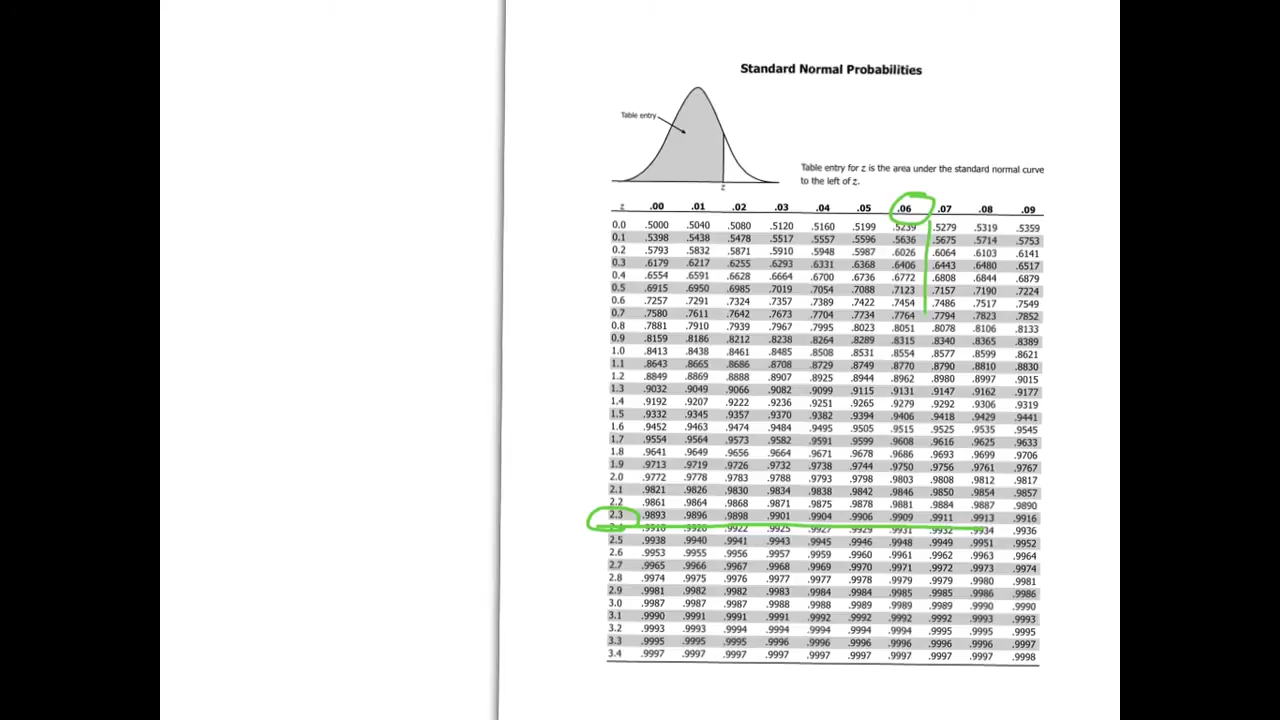 Standard Normal Probabilities
Table entry
z
Table entry for z is the area under the standard normal curve
to the left of z.
z .00 .01 .02 .03 .04 .05 .06 .07 .08 .09
0.0 .5000 .5040 .5080 .5120 .5160 .5199 .5239 .5279 .5319 .5359
0.1 .5398 .5438 .5478 .5517 .5557 .5596 .5636 .5675 .5714 .5753
0.2 .5793 .5832 .5871 .5910 .5948 .5987 .6026 .6064 .6103 .6141
0.3 .6179 .6217 .6255 .6293 .6331 .6368 .6406 .6443 .6480 .6517
0.4 .6554 .6591 .6628 .6664 .6700 .6736 .6772 .6808 .6844 .6879
0.5 .6915 .6950 .6985 .7019 .7054 .7088 .7123 .7157 .7190 .7224
0.6 .7257 .7291 .7324 .7357 .7389 .7422 .7454 .7486 .7517 .7549
0.7 .7580 .7611 .7642 .7673 .7704 .7734 .7764 .7794 .7823 .7852
0.8 .7881 .7910 .7939 .7967 .7995 .8023 .8051 .8078 .8106 .8133
0.9 .8159 .8186 .8212 .8238 .8264 .8289 .8315 .8340 .8365 .8389
1.0 .8413 .8438 .8461 .8485 .8508 .8531 .8554 .8577 .8599 .8621
1.1 .8643 .8665 .8686 .8708 .8729 .8749 .8770 .8790 .8810 .8830
1.2 .8849 .8869 .8888 .8907 .8925 .8944 .8962 .8980 .8997 .9015
1.3 .9032 .9049 .9066 .9082 .9099 .9115 .9131 .9147 .9162 .9177
1.4 .9192 .9207 .9222 .9236 .9251 .9265 .9279 .9292 .9306 .9319
1.5 .9332 .9345 .9357 .9370 .9382 .9394 .9406 .9418 .9429 .9441
1.6 .9452 .9463 .9474 .9484 .9495 .9505 .9515 .9525 .9535 .9545
1.7 .9554 .9564 .9573 .9582 .9591 .9599 .9608 .9616 .9625 .9633
1.8 .9641 .9649 .9656 .9664 .9671 .9678 .9686 .9693 .9699 .9706
1.9 .9713 .9719 .9726 .9732 .9738 .9744 .9750 .9756 .9761 .9767
2.0 .9772 .9778 .9783 .9788 .9793 .9798 .9803 .9808 .9812 .9817
2.1 .9821 .9826 .9830 .9834 .9838 .9842 .9846 .9850 .9854 .9857
2.2 .9861 .9864 .9868 .9871 .9875 .9878 .9881 .9884 .9887 .9890
2.3 .9893 .9896 .9898 .9901 .9904 .9906 .9909 .9911 .9913 .9916
2.4 .9918 .9920 .9922 .9925 .9927 .9929 .9931 .9932 .9934 .9936
2.5 .9938 .9940 .9941 .9943 .9945 .9946 .9948 .9949 .9951 .9952
2.6 .9953 .9955 .9956 .9957 .9959 .9960 .9961 .9962 .9963 .9964
2.7 .9965 .9966 .9967 .9968 .9969 .9970 .9971 .9972 .9973 .9974
2.8 .9974 .9975 .9976 .9977 .9977 .9978 .9979 .9979 .9980 .9981
2.9 .9981 .9982 .9982 .9983 .9984 .9984 .9985 .9985 .9986 .9986
3.0 .9987 .9987 .9987 .9988 .9988 .9989 .9989 .9989 .9990 .9990
3.1 .9990 .9991 .9991 .9991 .9992 .9992 .9992 .9992 .9993 .9993
3.2 .9993 .9993 .9994 .9994 .9994 .9994 .9994 .9995 .9995 .9995
3.3 .9995 .9995 .9995 .9996 .9996 .9996 .9996 .9996 .9996 .9997
3.4 .9997 .9997 .9997 .9997 .9997 .9997 .9997 .9997 .9997 .9998